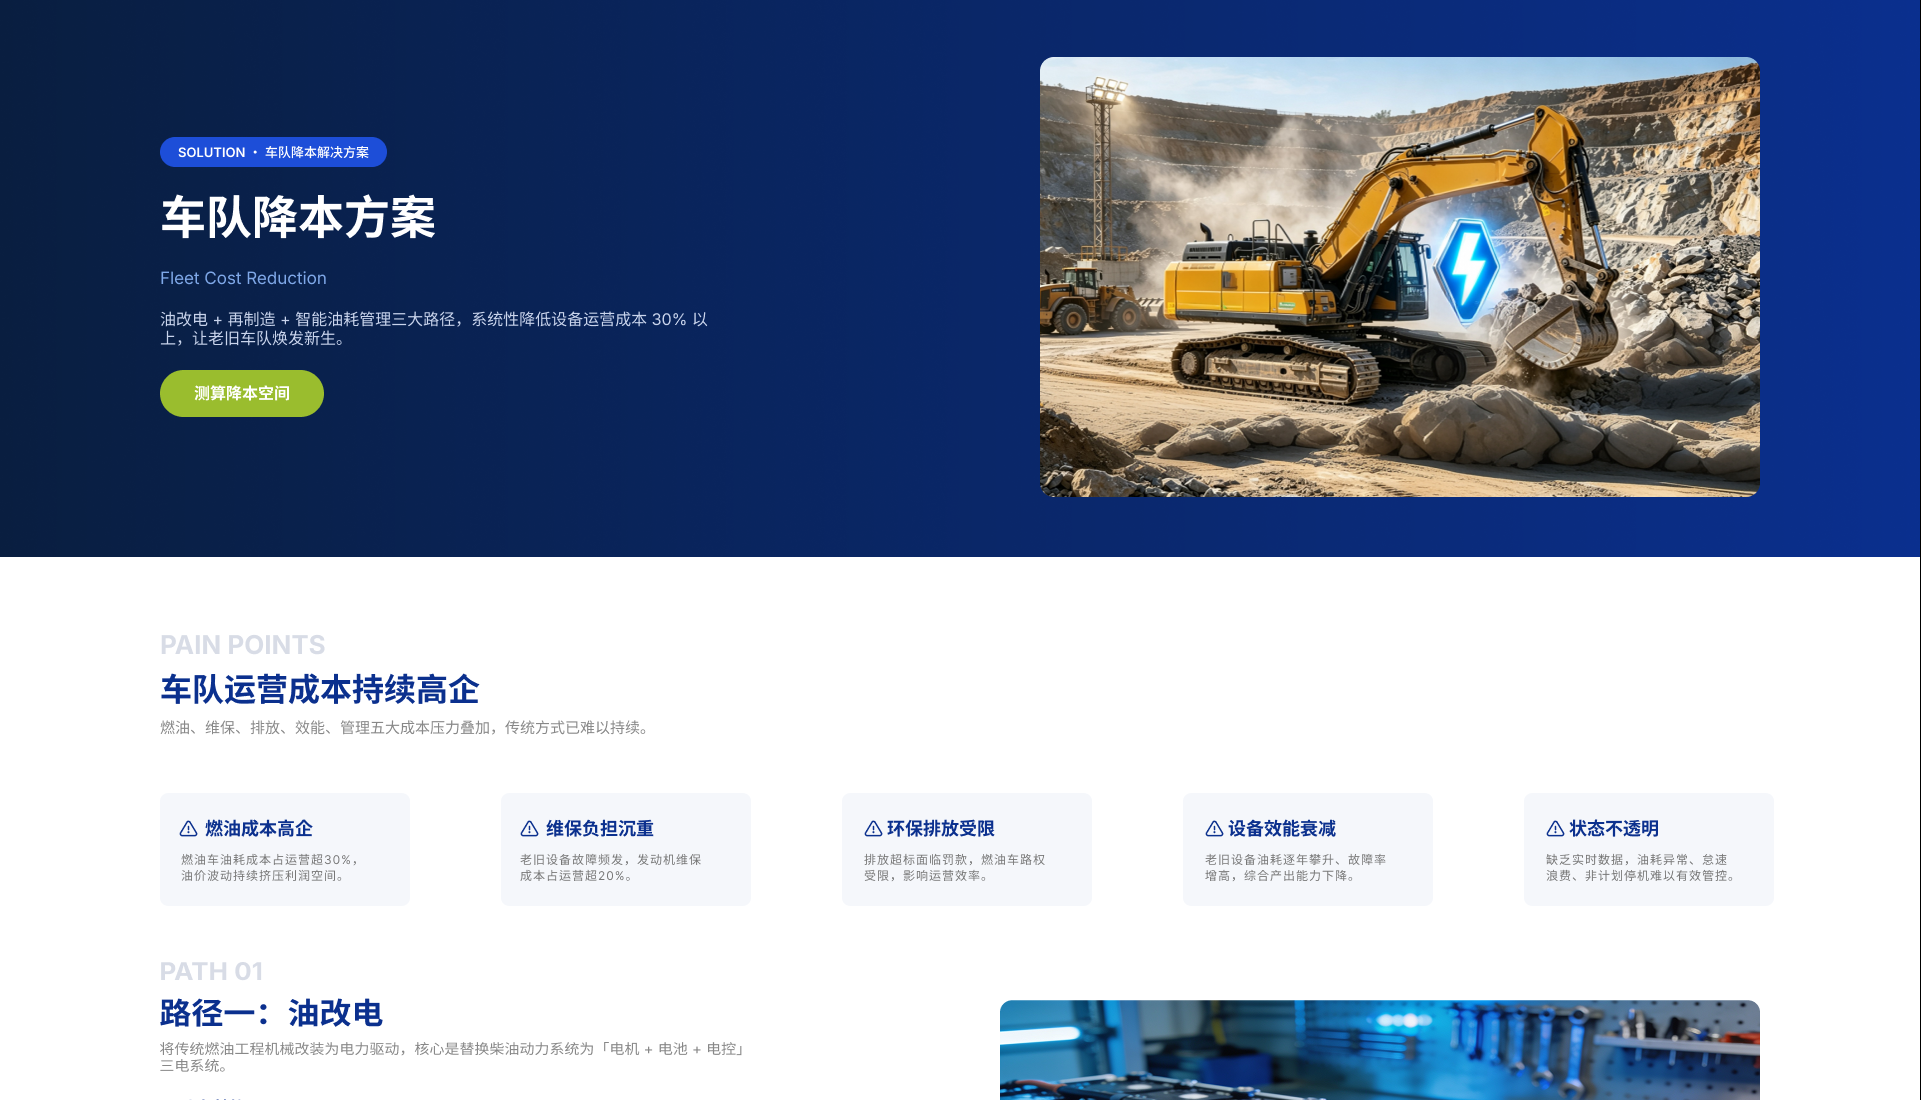 SOLUTION · 车队降本解决方案
车队降本方案
Fleet Cost Reduction
油改电 + 再制造 + 智能油耗管理三大路径，系统性降低设备运营成本 30% 以
上，让老旧车队焕发新生。
测算降本空间
PAIN POINTS
车队运营成本持续高企
燃油、维保、排放、效能、管理五大成本压力叠加，传统方式已难以持续。
燃油成本高企
燃油车油耗成本占运营超30%，
油价波动持续挤压利润空间。
维保负担沉重
老旧设备故障频发，发动机维保
成本占运营超20%。
环保排放受限
排放超标面临罚款，燃油车路权
受限，影响运营效率。
设备效能衰减
老旧设备油耗逐年攀升、故障率
增高，综合产出能力下降。
状态不透明
缺乏实时数据，油耗异常、怠速
浪费、非计划停机难以有效管控。
PATH 01
路径一：油改电
将传统燃油工程机械改装为电力驱动，核心是替换柴油动力系统为「电机 + 电池 + 电控」
三电系统。